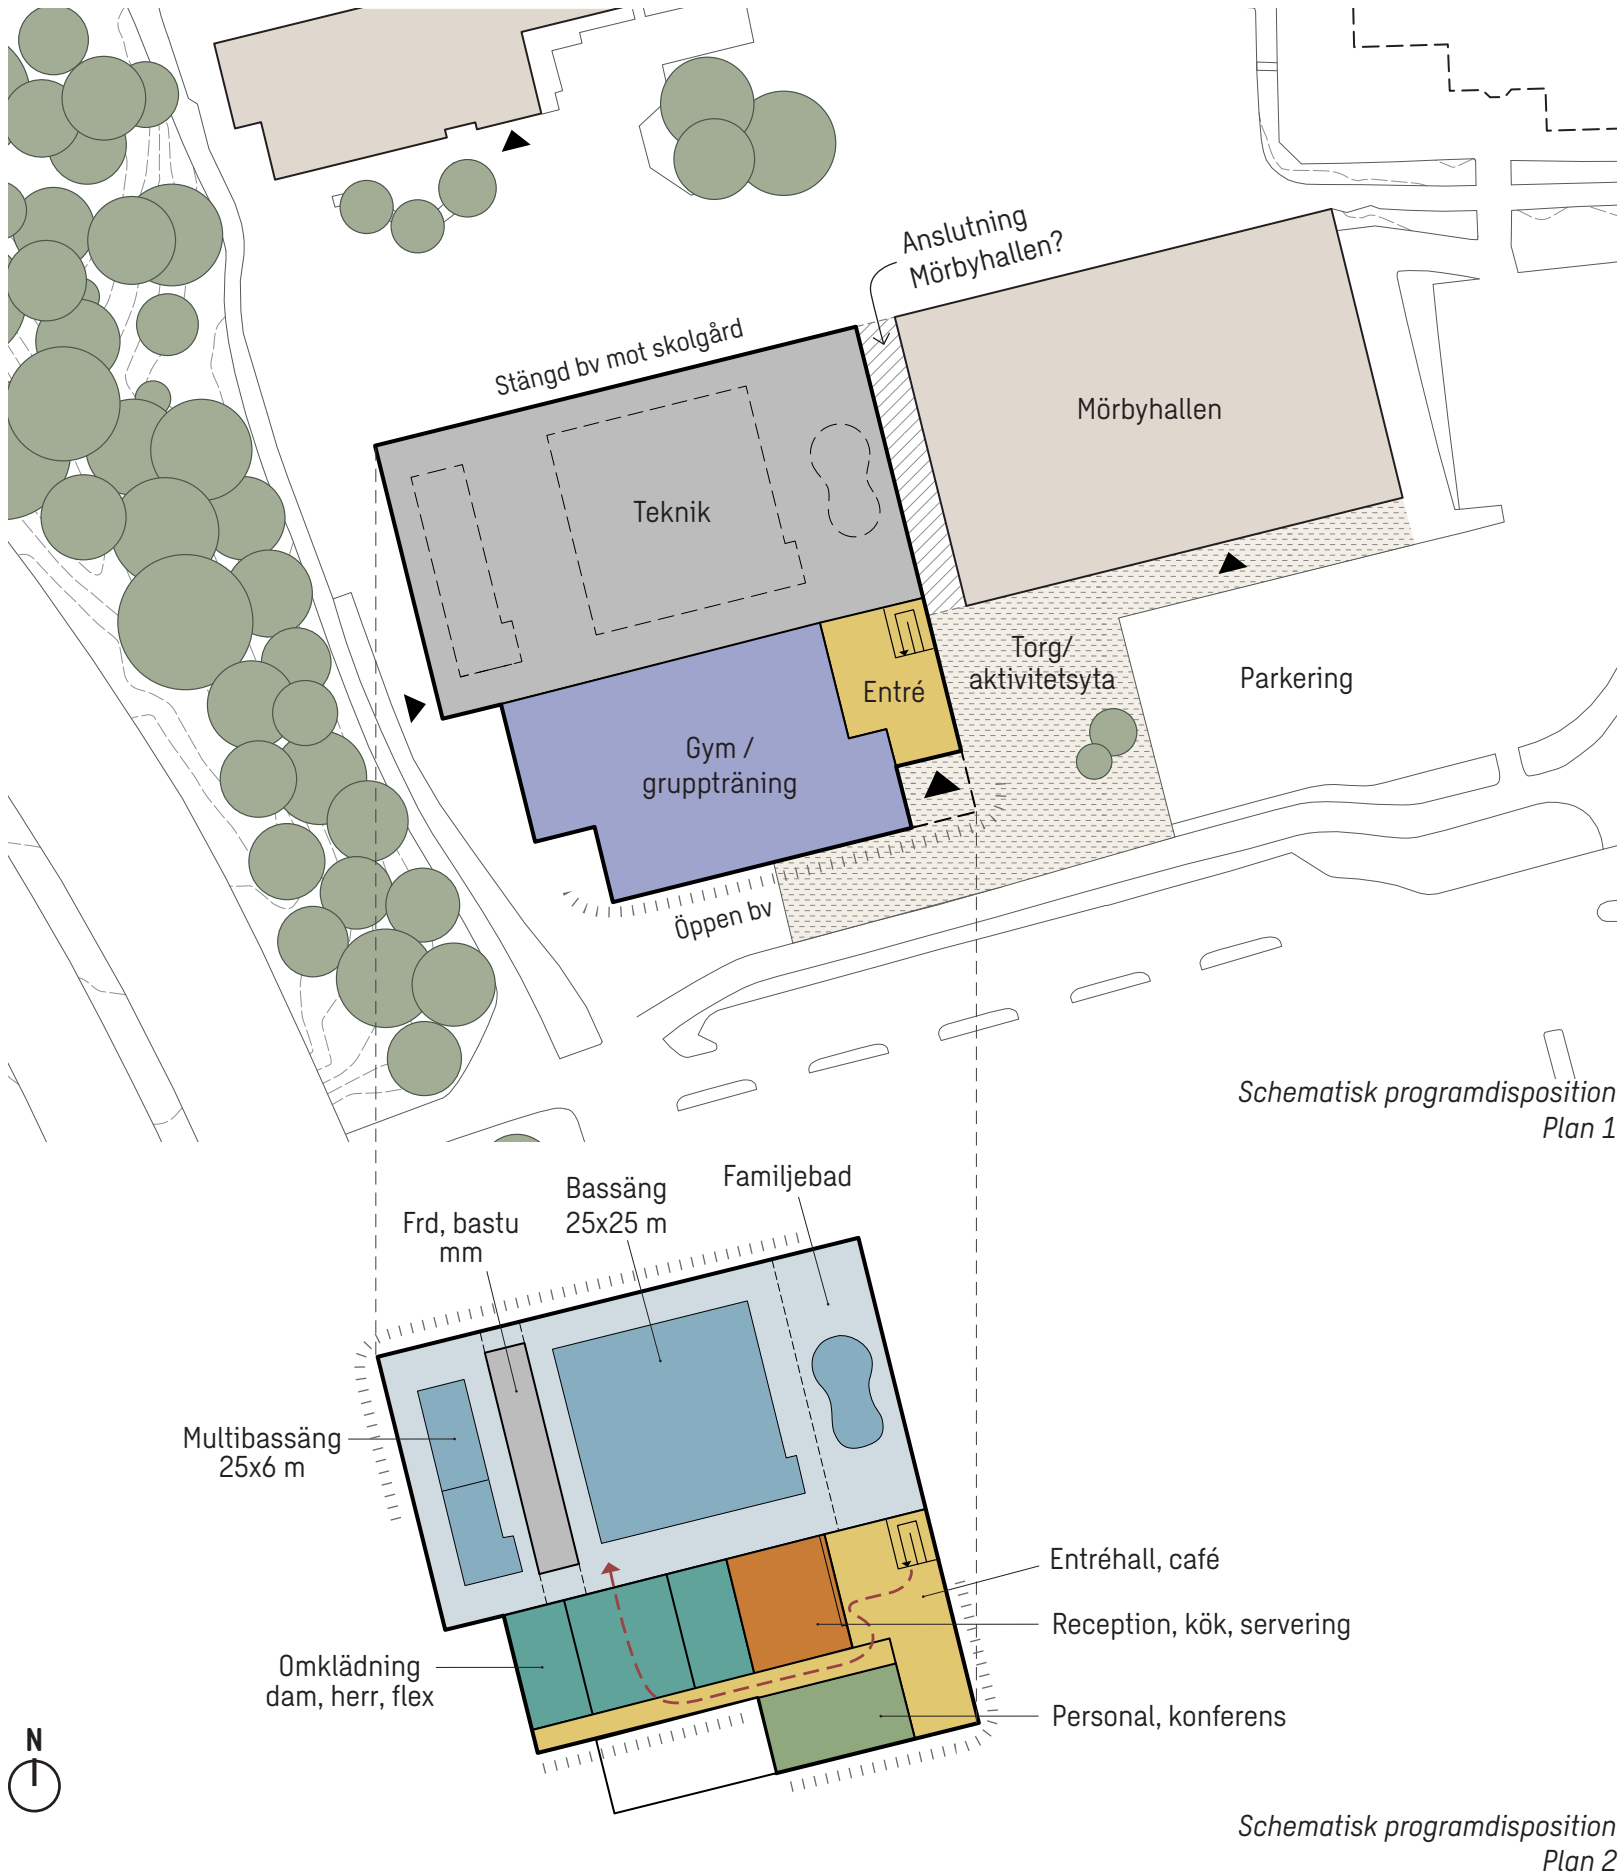 Anslutning
Mörbyhallen?
Stängd bv mot skolgård
Mörbyhallen
Teknik
Torg/
aktivitetsyta
Parkering
Entré
Gym /
gruppträning
Öppen bv
Schematisk programdisposition
Plan 1
Familjebad
Bassäng
25x25 m
Frd, bastu
mm
Multibassäng
25x6 m
Entréhall, café
Reception, kök, servering
Omklädning
dam, herr, flex
Personal, konferens
N
Schematisk programdisposition
Plan 2